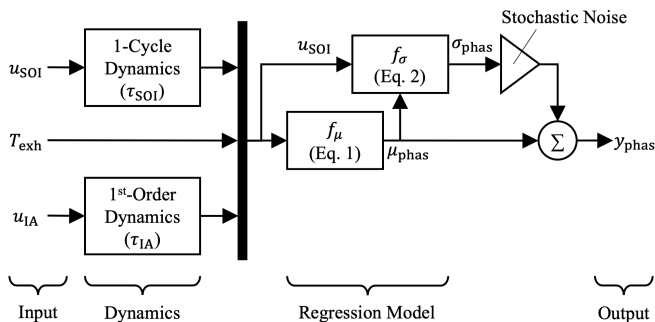 Stochastic Noise
u_SOI
1-Cycle
Dynamics
(τ_SOI)
u_SOI
f_σ
(Eq. 2)
σ_phas
T_exh
f_μ
(Eq. 1)
μ_phas
Σ
y_phas
u_IA
1st-Order
Dynamics
(τ_IA)
Input
Dynamics
Regression Model
Output